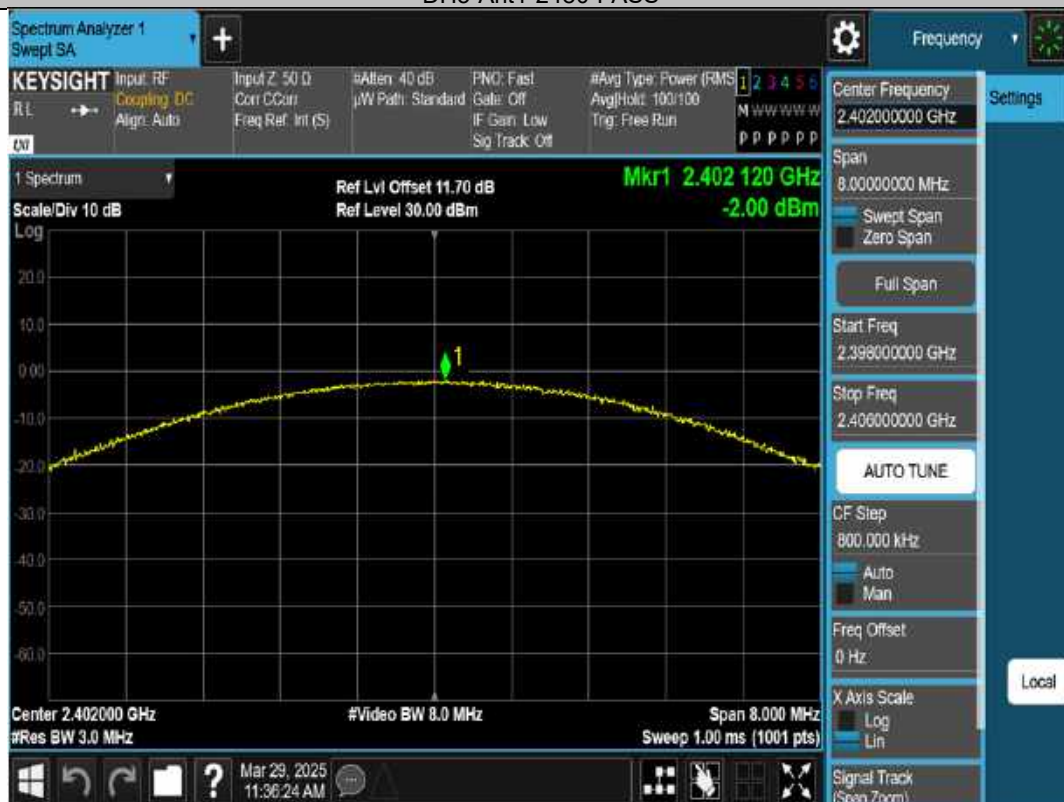 Spectrum Analyzer 1
Swept SA
+
Frequency
KEYSIGHT
RL
Input: RF
Coupling: DC
Align: Auto
Input Z: 50 Ω
Corr CCorr
Freq Ref: Int (S)
#Atten: 40 dB
µW Path: Standard
PNO: Fast
Gate: Off
IF Gain: Low
Sig Track: Off
#Avg Type: Power (RMS
Avg|Hold: 100/100
Trig: Free Run
1 2 3 4 5 6
M W W W W W
P P P P P P
1 Spectrum
Scale/Div 10 dB
Log
Ref Lvl Offset 11.70 dB
Ref Level 30.00 dBm
Mkr1 2.402 120 GHz
-2.00 dBm
20.0
10.0
0.00
-10.0
-20.0
-30.0
-40.0
-50.0
-60.0
1
Center 2.402000 GHz
#Res BW 3.0 MHz
#Video BW 8.0 MHz
Span 8.000 MHz
Sweep 1.00 ms (1001 pts)
?
Mar 29, 2025
11:36:24 AM
Center Frequency
2.402000000 GHz
Settings
Span
8.00000000 MHz
Swept Span
Zero Span
Full Span
Start Freq
2.398000000 GHz
Stop Freq
2.406000000 GHz
AUTO TUNE
CF Step
800.000 kHz
Auto
Man
Freq Offset
0 Hz
X Axis Scale
Log
Lin
Local
Signal Track
(Span Zoom)